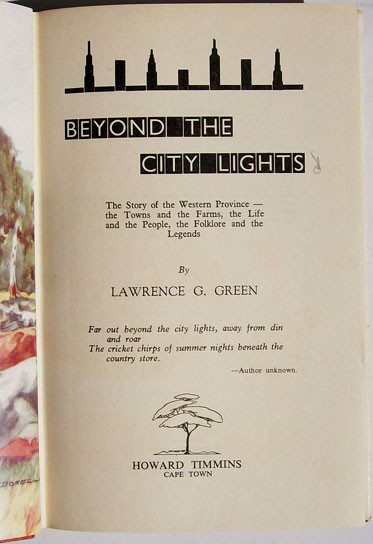 BEYOND THE
CITY LIGHTS
The Story of the Western Province —
the Towns and the Farms, the Life
and the People, the Folklore and the
Legends
By
LAWRENCE G. GREEN
Far out beyond the city lights, away from din
and roar
The cricket chirps of summer nights beneath the
country store.
—Author unknown.
HOWARD TIMMINS
CAPE TOWN